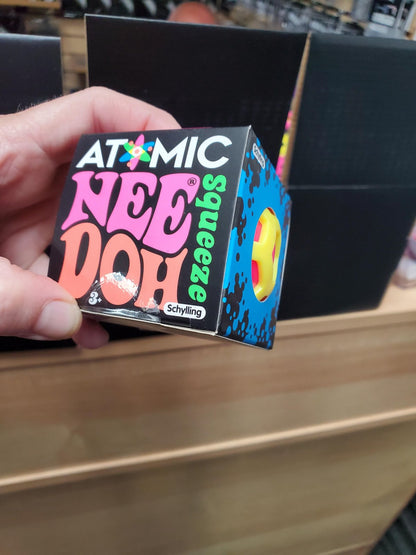 ATOMIC
NEE®
DOH
Squeeze
3+
Schylling